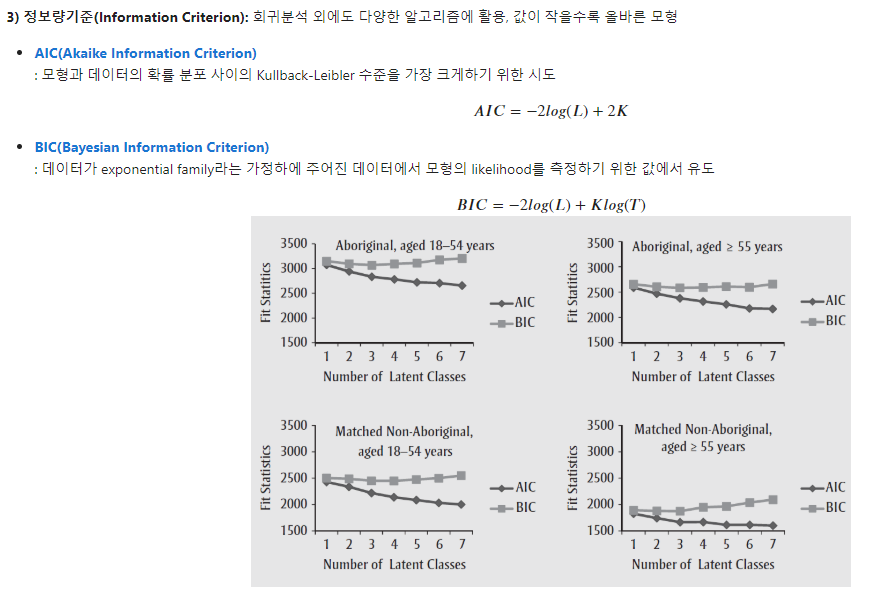 3) 정보량기준(Information Criterion): 회귀분석 외에도 다양한 알고리즘에 활용, 값이 작을수록 올바른 모형
• AIC(Akaike Information Criterion)
: 모형과 데이터의 확률 분포 사이의 Kullback-Leibler 수준을 가장 크게하기 위한 시도
AIC = −2log(L) + 2K
• BIC(Bayesian Information Criterion)
: 데이터가 exponential family라는 가정하에 주어진 데이터에서 모형의 likelihood를 측정하기 위한 값에서 유도
BIC = −2log(L) + Klog(T)
Aboriginal, aged 18–54 years
Fit Statitics
3500
3000
2500
2000
1500
1 2 3 4 5 6 7
Number of Latent Classes
AIC
BIC
Aboriginal, aged ≥ 55 years
Fit Statitics
3500
3000
2500
2000
1500
1 2 3 4 5 6 7
Number of Latent Classes
AIC
BIC
Matched Non-Aboriginal,
aged 18–54 years
Fit Statistics
3500
3000
2500
2000
1500
1 2 3 4 5 6 7
Number of Latent Classes
AIC
BIC
Matched Non-Aboriginal,
aged ≥ 55 years
Fit Statistics
3500
3000
2500
2000
1500
1 2 3 4 5 6 7
Number of Latent Classes
AIC
BIC